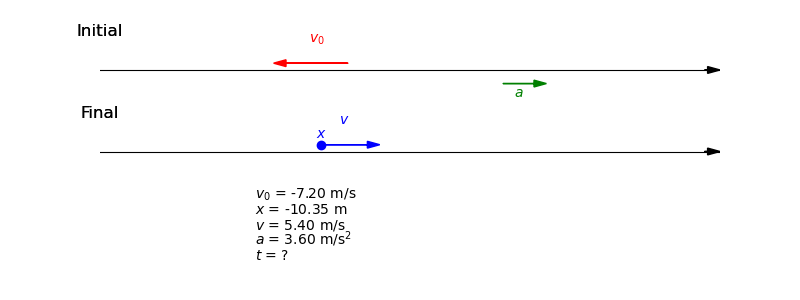 Initial
v₀
a
Final
v
x
v₀ = -7.20 m/s
x = -10.35 m
v = 5.40 m/s
a = 3.60 m/s²
t = ?